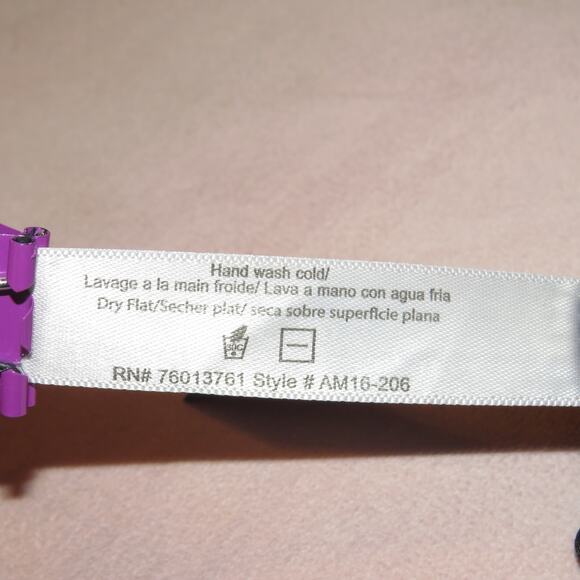 Hand wash cold/
Lavage a la main froide/ Lava a mano con agua fria
Dry Flat/Secher plat/ seca sobre superficie plana
30C
RN# 76013761 Style # AM16-206